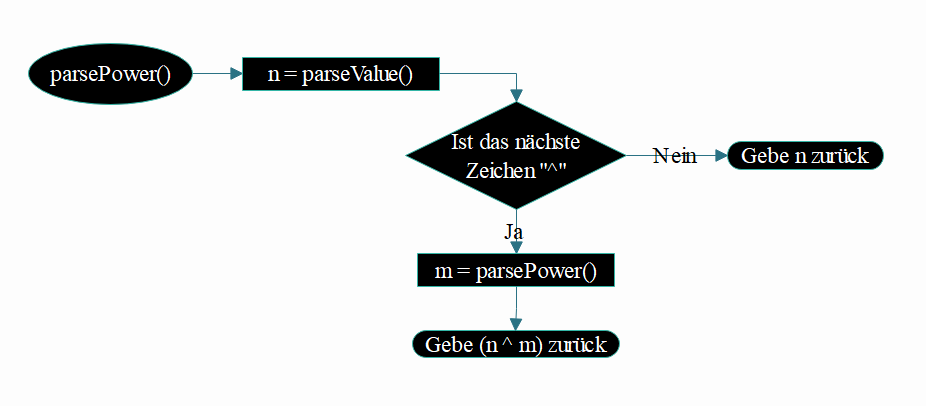 parsePower()
n = parseValue()
Ist das nächste
Zeichen "^"
Nein
Gebe n zurück
Ja
m = parsePower()
Gebe (n ^ m) zurück